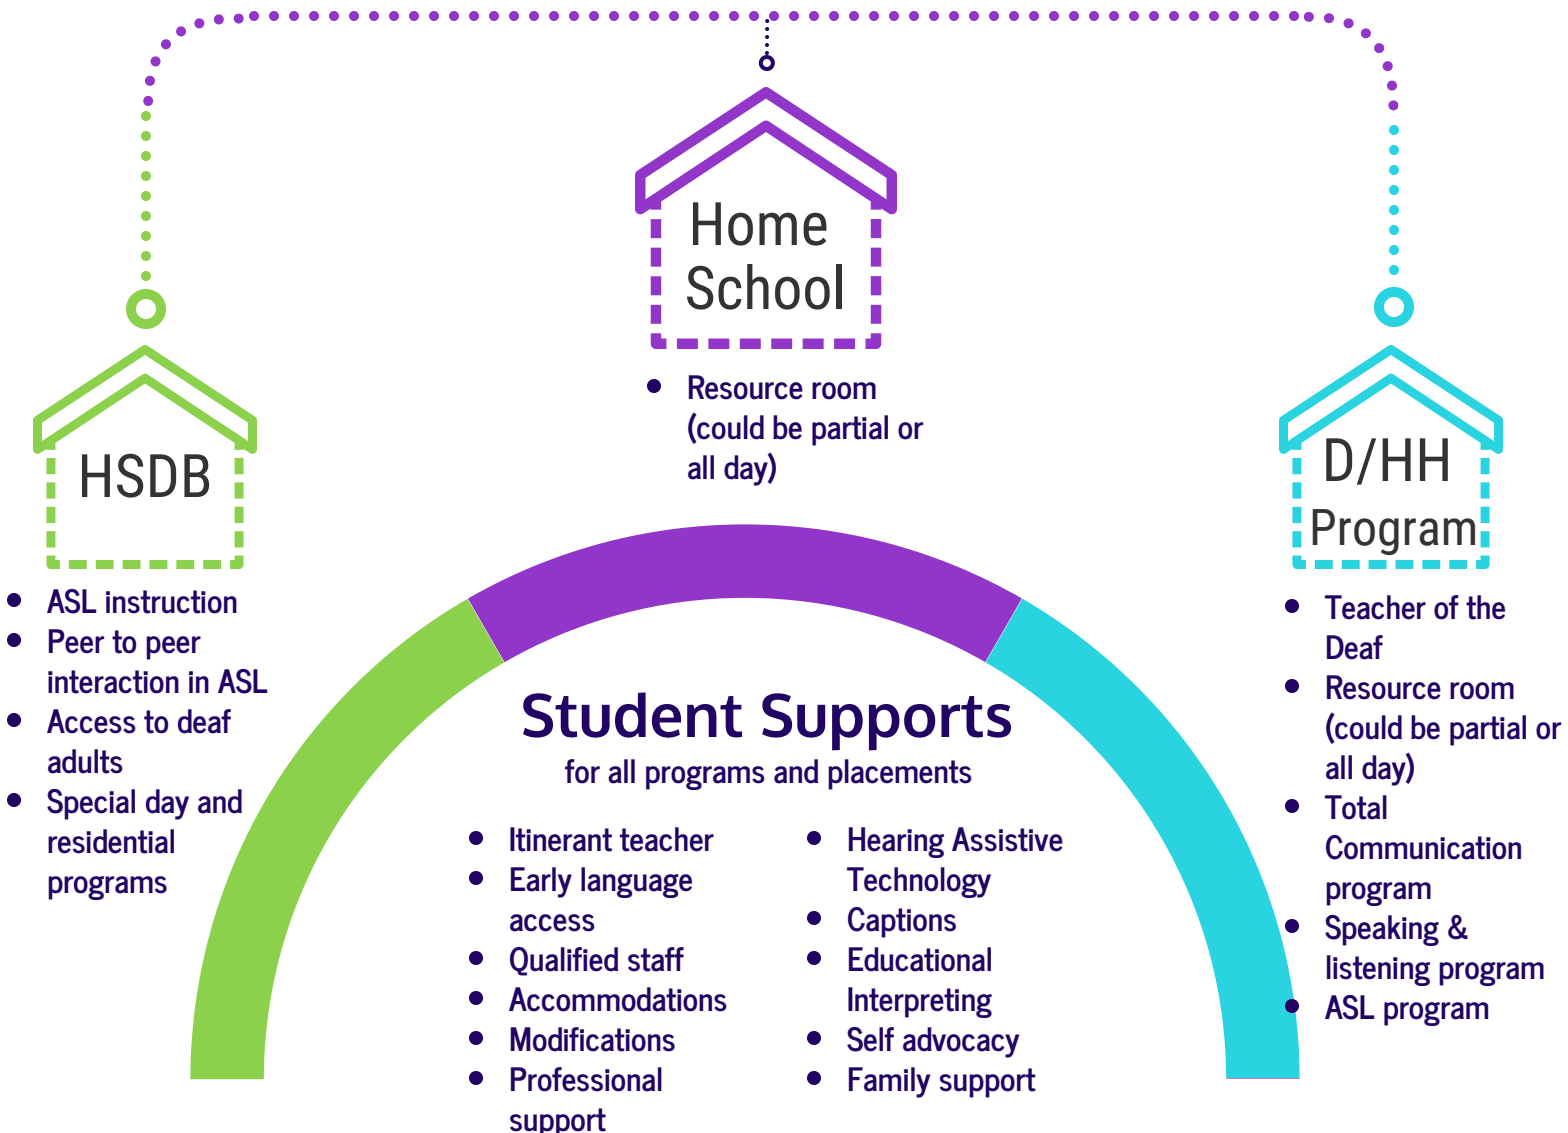 Home
School
• Resource room
(could be partial or
all day)
HSDB
• ASL instruction
• Peer to peer
interaction in ASL
• Access to deaf
adults
• Special day and
residential
programs
D/HH
Program
• Teacher of the
Deaf
• Resource room
(could be partial or
all day)
• Total
Communication
program
• Speaking &
listening program
• ASL program
Student Supports
for all programs and placements
• Itinerant teacher
• Early language
access
• Qualified staff
• Accommodations
• Modifications
• Professional
support
• Hearing Assistive
Technology
• Captions
• Educational
Interpreting
• Self advocacy
• Family support